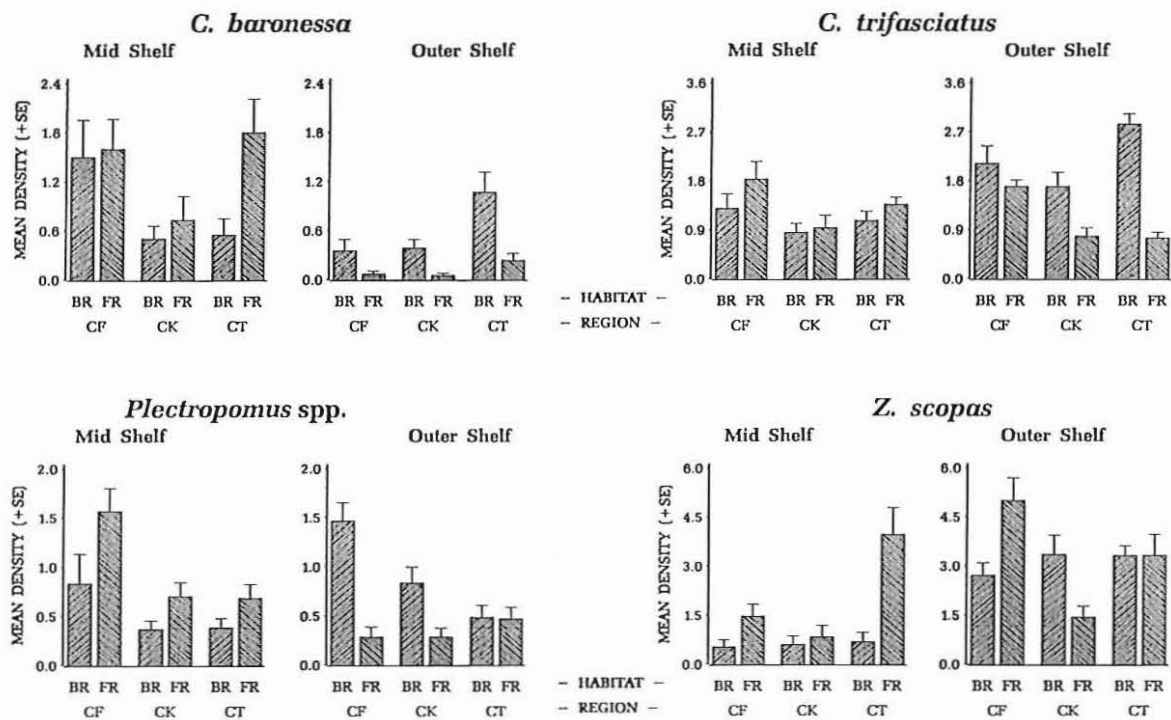 C. baronessa
Mid Shelf Outer Shelf
MEAN DENSITY (+SE)
2.4
1.8
1.2
0.6
0.0
2.4
1.8
1.2
0.6
0.0
BR FR BR FR BR FR
CF CK CT
BR FR BR FR BR FR
CF CK CT
– HABITAT –
– REGION –
C. trifasciatus
Mid Shelf Outer Shelf
MEAN DENSITY (+SE)
3.6
2.7
1.8
0.9
0.0
3.6
2.7
1.8
0.9
0.0
BR FR BR FR BR FR
CF CK CT
BR FR BR FR BR FR
CF CK CT
Plectropomus spp.
Mid Shelf Outer Shelf
MEAN DENSITY (+SE)
2.0
1.5
1.0
0.5
0.0
2.0
1.5
1.0
0.5
0.0
BR FR BR FR BR FR
CF CK CT
BR FR BR FR BR FR
CF CK CT
– HABITAT –
– REGION –
Z. scopas
Mid Shelf Outer Shelf
MEAN DENSITY (+SE)
6.0
4.5
3.0
1.5
0.0
6.0
4.5
3.0
1.5
0.0
BR FR BR FR BR FR
CF CK CT
BR FR BR FR BR FR
CF CK CT